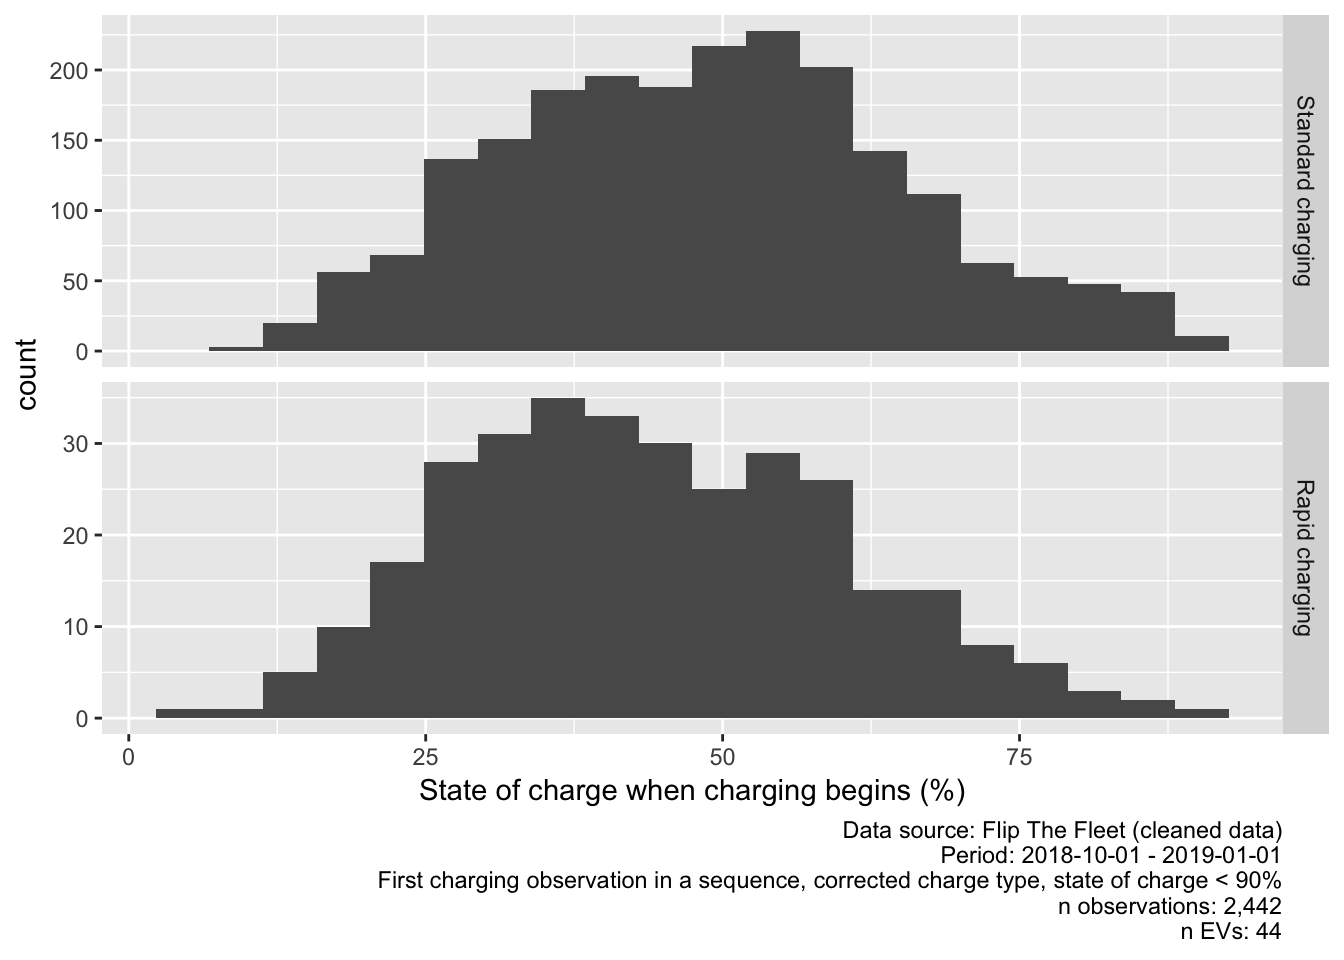 200
150
100
50
0
Standard charging
count
30
20
10
0
Rapid charging
0 25 50 75
State of charge when charging begins (%)
Data source: Flip The Fleet (cleaned data)
Period: 2018-10-01 - 2019-01-01
First charging observation in a sequence, corrected charge type, state of charge < 90%
n observations: 2,442
n EVs: 44